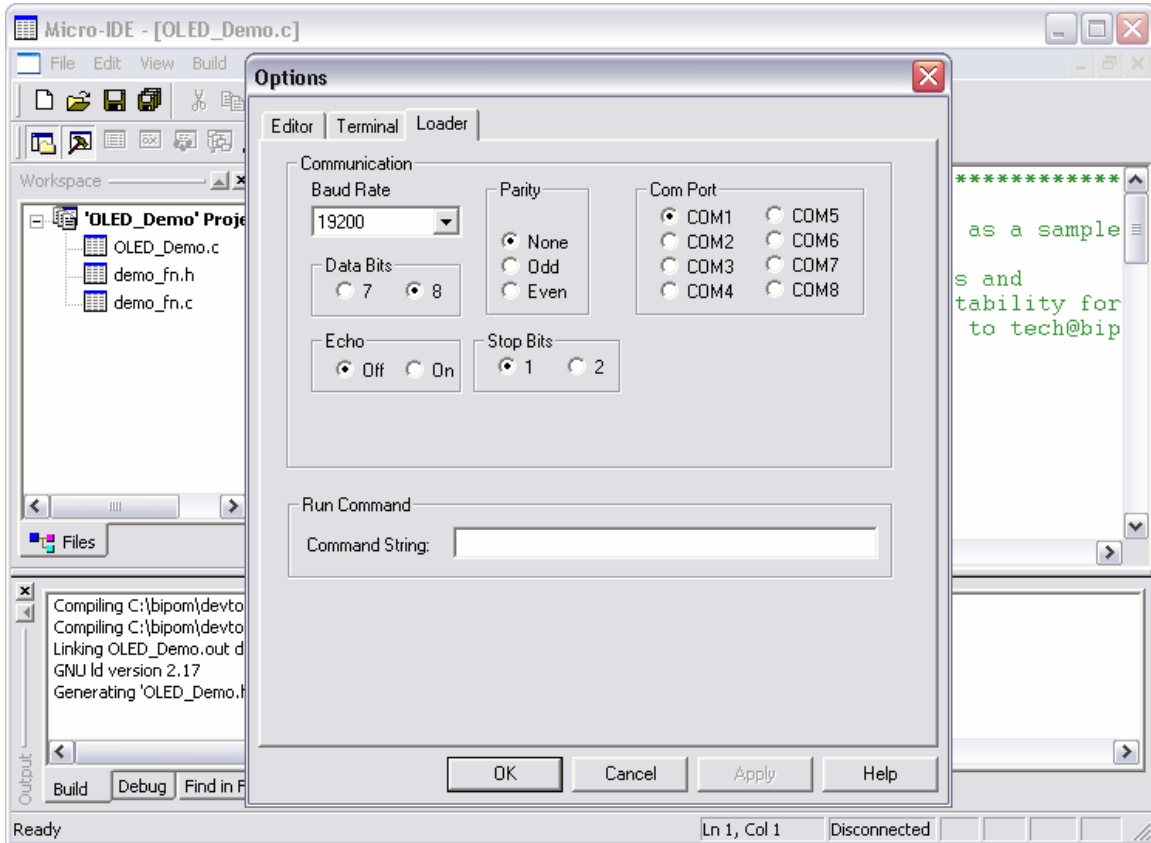 Micro-IDE - [OLED_Demo.c]
File Edit View Build
Options
Editor Terminal Loader
Workspace
'OLED_Demo' Proje
OLED_Demo.c
demo_fn.h
demo_fn.c
Files
Communication
Baud Rate
19200
Data Bits
7 8
Echo
Off On
Parity
None
Odd
Even
Stop Bits
1 2
Com Port
COM1 COM5
COM2 COM6
COM3 COM7
COM4 COM8
Run Command
Command String:
OK Cancel Apply Help
*************
as a sample
s and
tability for
to tech@bip
Compiling C:\bipom\devto
Compiling C:\bipom\devto
Linking OLED_Demo.out d
GNU ld version 2.17
Generating 'OLED_Demo.h
Output
Build Debug Find in F
Ready Ln 1, Col 1 Disconnected